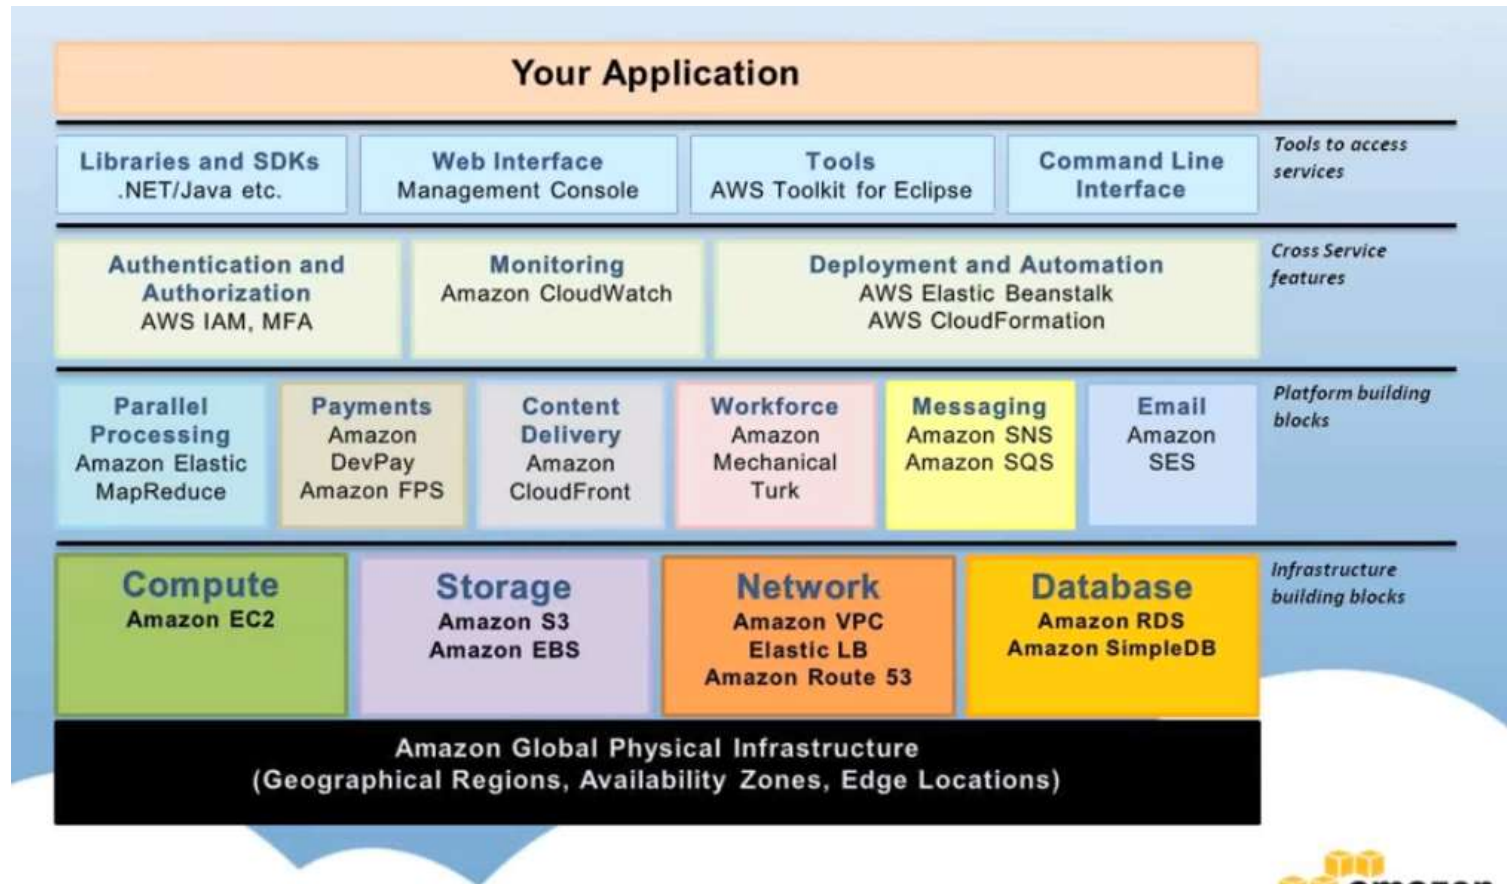 Your Application
Libraries and SDKs
.NET/Java etc.
Web Interface
Management Console
Tools
AWS Toolkit for Eclipse
Command Line
Interface
Tools to access
services
Authentication and
Authorization
AWS IAM, MFA
Monitoring
Amazon CloudWatch
Deployment and Automation
AWS Elastic Beanstalk
AWS CloudFormation
Cross Service
features
Parallel
Processing
Amazon Elastic
MapReduce
Payments
Amazon
DevPay
Amazon FPS
Content
Delivery
Amazon
CloudFront
Workforce
Amazon
Mechanical
Turk
Messaging
Amazon SNS
Amazon SQS
Email
Amazon
SES
Platform building
blocks
Compute
Amazon EC2
Storage
Amazon S3
Amazon EBS
Network
Amazon VPC
Elastic LB
Amazon Route 53
Database
Amazon RDS
Amazon SimpleDB
Infrastructure
building blocks
Amazon Global Physical Infrastructure
(Geographical Regions, Availability Zones, Edge Locations)
amazon